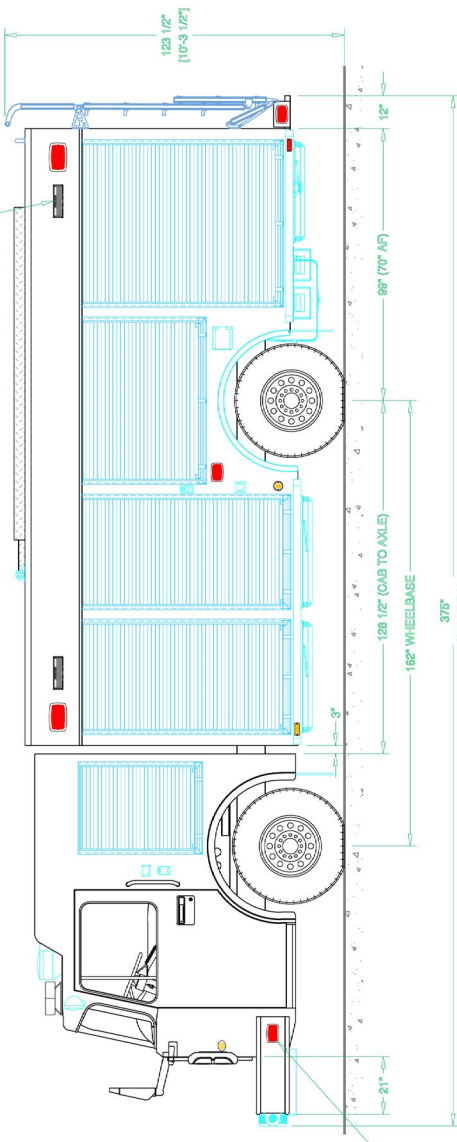 123 1/2"
[10'-3 1/2"]
12"
99" (70" AF)
128 1/2" (CAB TO AXLE)
162" WHEELBASE
375"
3"
21"